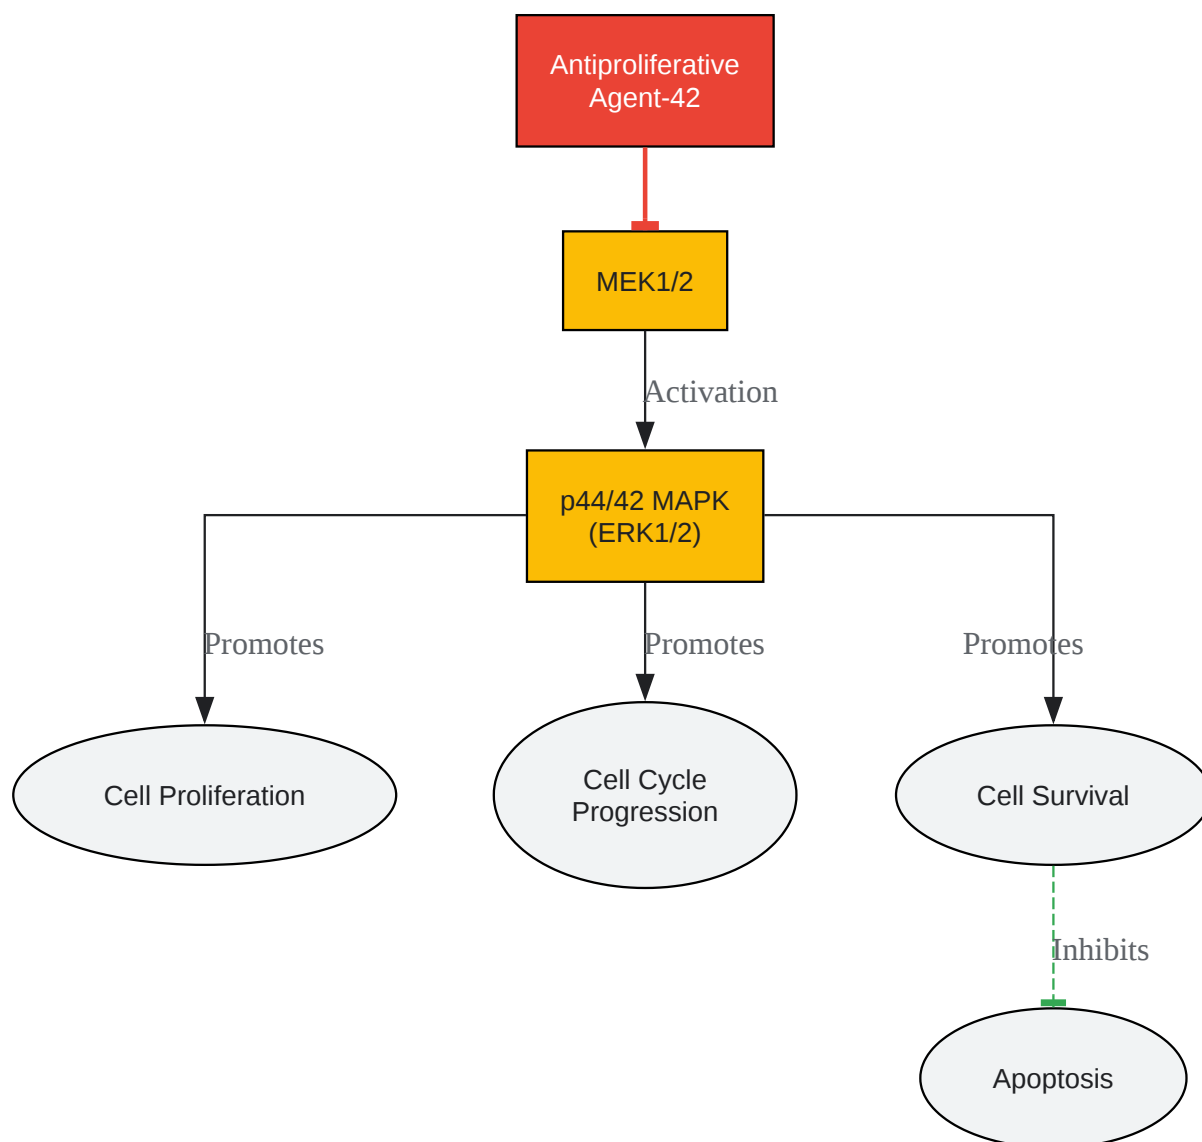 Antiproliferative
Agent-42
MEK1/2
Activation
p44/42 MAPK
(ERK1/2)
Promotes
Promotes
Promotes
Cell Proliferation
Cell Cycle
Progression
Cell Survival
Inhibits
Apoptosis